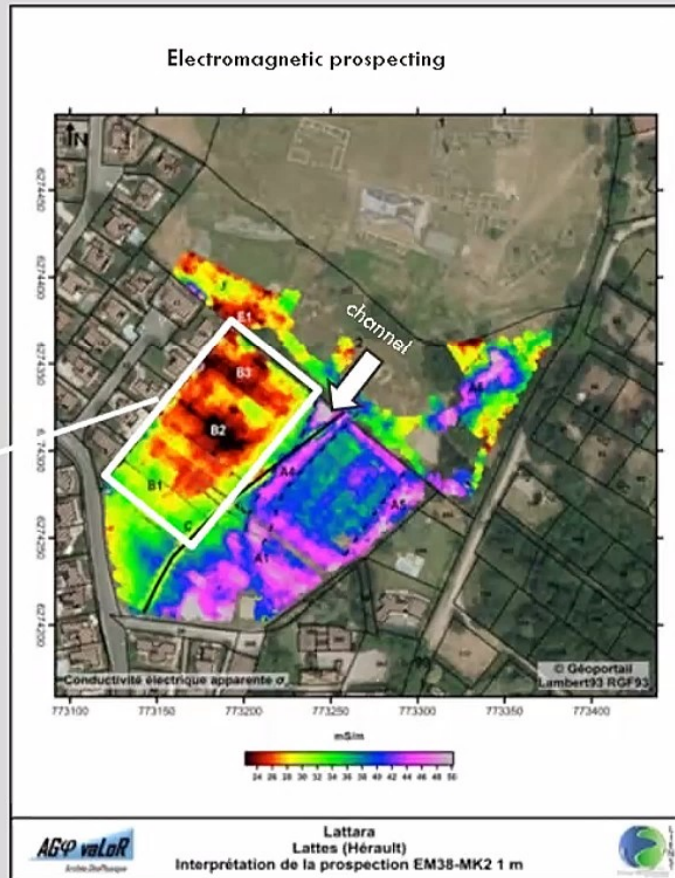 Electromagnetic prospecting
N
6274450
6274400
6274350
6274250
6274200
E1
B3
channel
B2
B1
A4
A5
C
A1
Conductivité électrique apparente σ
© Géoportail
Lambert93 RGF93
773100 773150 773200 773250 773300 773350 773400
mS/m
24 26 28 30 32 34 36 38 40 42 44 46 48 50
AGφ valoR
Lattara
Lattes (Hérault)
Interprétation de la prospection EM38-MK2 1 m